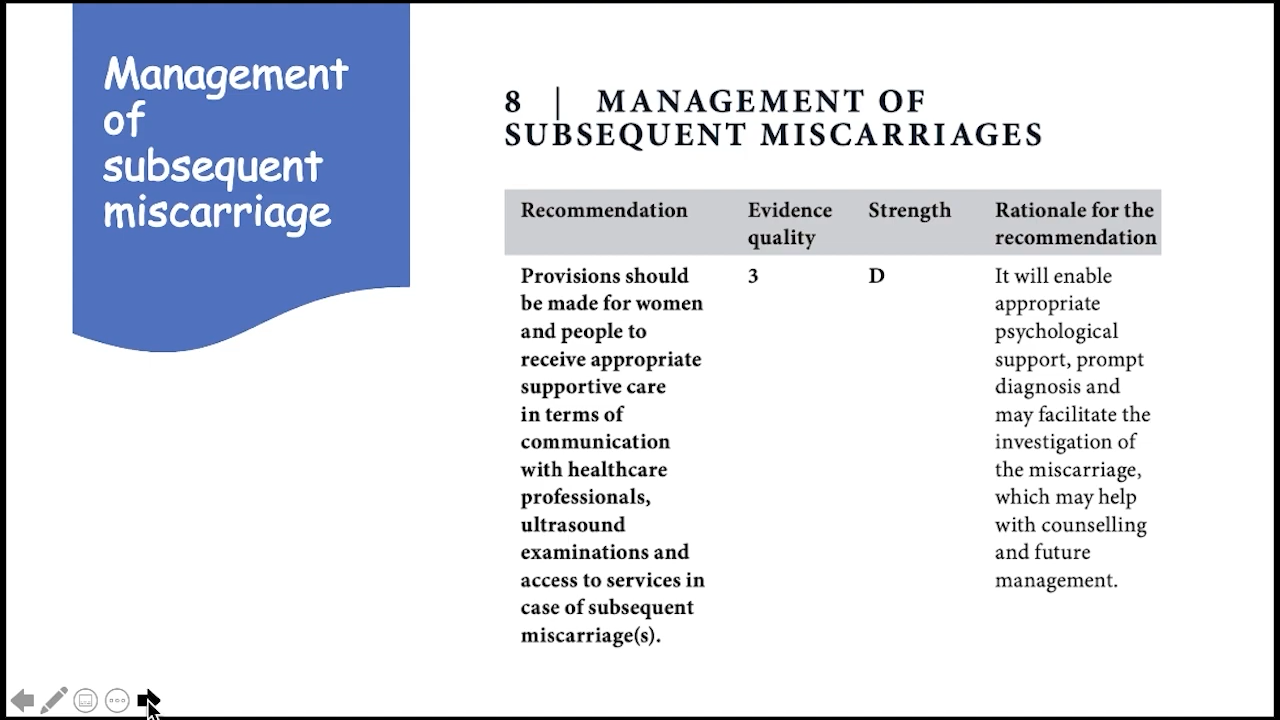 Management
of
subsequent
miscarriage
8 | MANAGEMENT OF
SUBSEQUENT MISCARRIAGES
Recommendation
Evidence
quality
Strength
Rationale for the
recommendation
Provisions should
be made for women
and people to
receive appropriate
supportive care
in terms of
communication
with healthcare
professionals,
ultrasound
examinations and
access to services in
case of subsequent
miscarriage(s).
3
D
It will enable
appropriate
psychological
support, prompt
diagnosis and
may facilitate the
investigation of
the miscarriage,
which may help
with counselling
and future
management.